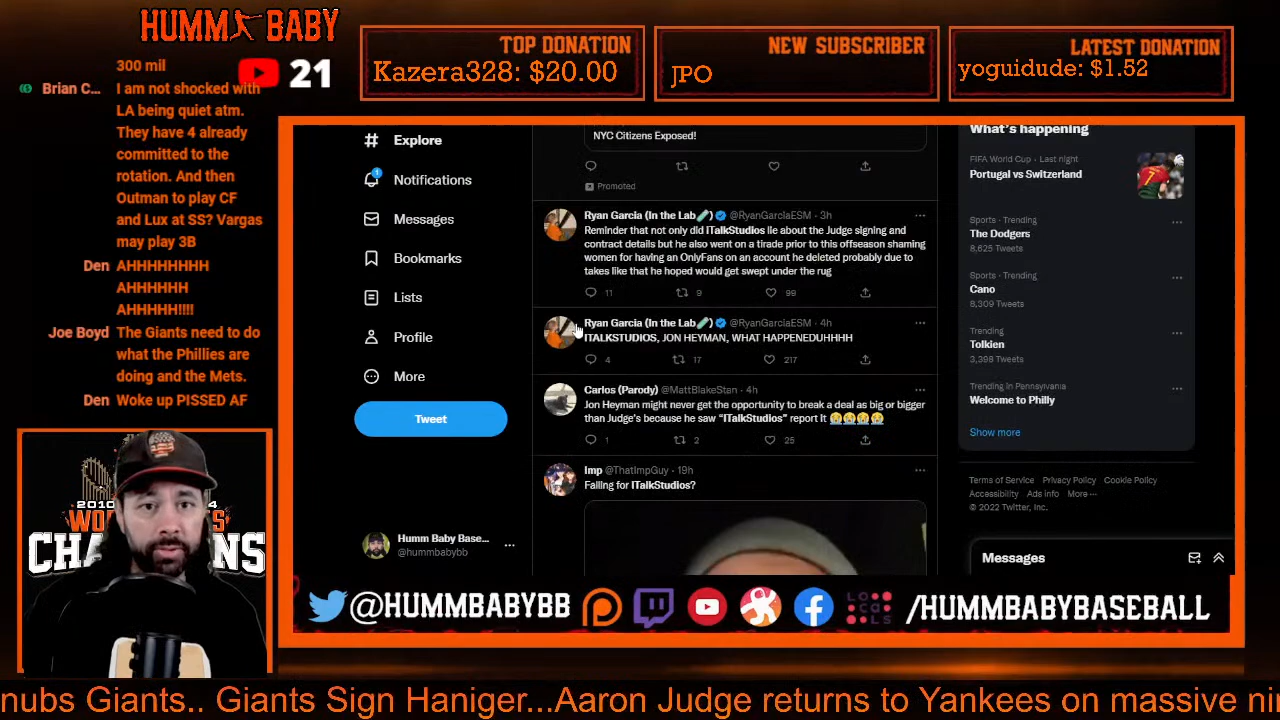 HUMM BABY
21
TOP DONATION
Kazera328: $20.00
NEW SUBSCRIBER
JPO
LATEST DONATION
yoguidude: $1.52
300 mil
Brian C... I am not shocked with
LA being quiet atm.
They have 4 already
committed to the
rotation. And then
Outman to play CF
and Lux at SS? Vargas
may play 3B
Den AHHHHHHHH
AHHHHHH
AHHHHH!!!!
Joe Boyd The Giants need to do
what the Phillies are
doing and the Mets.
Den Woke up PISSED AF
Explore
1
Notifications
Messages
Bookmarks
Lists
Profile
More
Tweet
Humm Baby Base... ...
@hummbabybb
NYC Citizens Exposed!
Promoted
Ryan Garcia (In the Lab🧪) @RyanGarciaESM · 3h ...
Reminder that not only did ITalkStudios lie about the Judge signing and
contract details but he also went on a tirade prior to this offseason shaming
women for having an OnlyFans on an account he deleted probably due to
takes like that he hoped would get swept under the rug
11 9 99
Ryan Garcia (In the Lab🧪) @RyanGarciaESM · 4h ...
ITALKSTUDIOS, JON HEYMAN, WHAT HAPPENEDUHHHH
4 17 217
Carlos (Parody) @MattBlakeStan · 4h ...
Jon Heyman might never get the opportunity to break a deal as big or bigger
than Judge's because he saw "ITalkStudios" report it 😭😭😭😭
1 2 25
Imp @ThatImpGuy · 19h ...
Falling for ITalkStudios?
What's happening
FIFA World Cup · Last night
Portugal vs Switzerland
7
Sports · Trending ...
The Dodgers
8,625 Tweets
Sports · Trending ...
Cano
8,309 Tweets
Trending ...
Tolkien
3,398 Tweets
Trending in Pennsylvania ...
Welcome to Philly
Show more
Terms of Service Privacy Policy Cookie Policy
Accessibility Ads info More ...
© 2022 Twitter, Inc.
Messages
2010
4
CHA
NS
@HUMMBABYBB
LOCALS
/HUMMBABYBASEBALL
nubs Giants.. Giants Sign Haniger...Aaron Judge returns to Yankees on massive ni